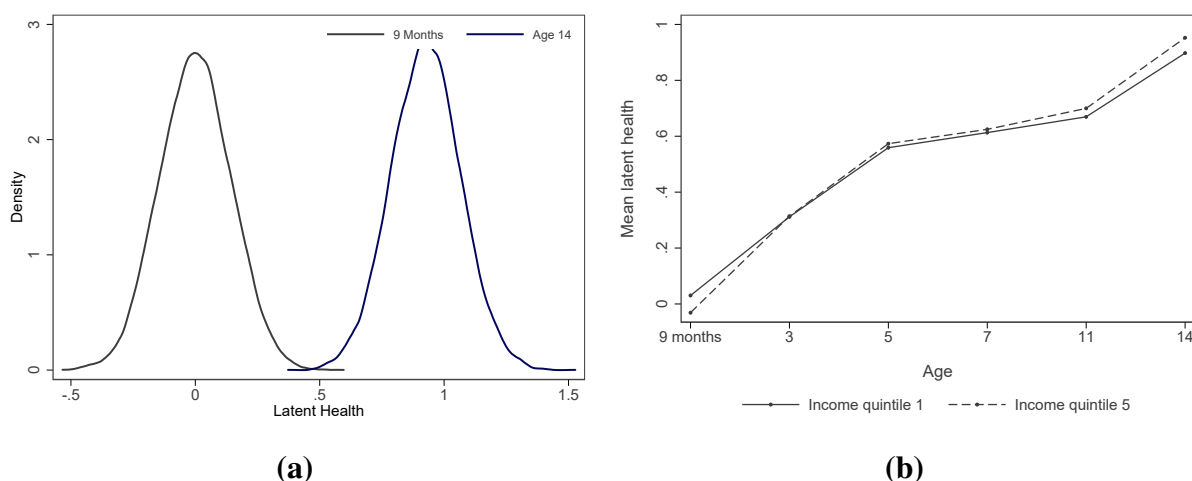 9 Months Age 14
Density
0 1 2 3
-.5 0 .5 1 1.5
Latent Health
(a)
Mean latent health
0 .2 .4 .6 .8 1
9 months 3 5 7 11 14
Age
Income quintile 1 Income quintile 5
(b)